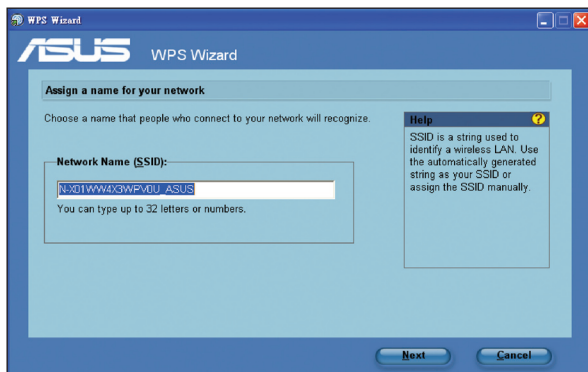 WPS Wizard
ASUS WPS Wizard
Assign a name for your network
Choose a name that people who connect to your network will recognize.
Network Name (SSID):
N-X01WW4X3WPV0U_ASUS
You can type up to 32 letters or numbers.
Help
SSID is a string used to
identify a wireless LAN. Use
the automatically generated
string as your SSID or
assign the SSID manually.
Next
Cancel